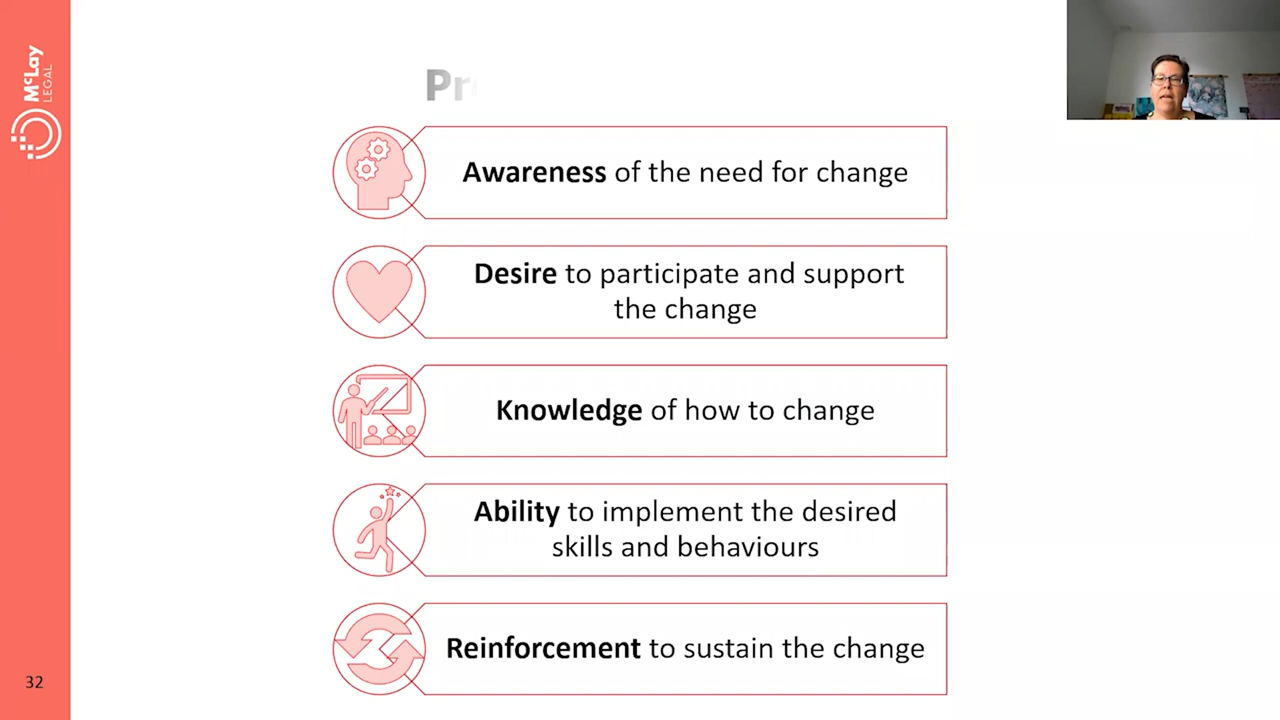 McLay
LEGAL
Pr
Awareness of the need for change
Desire to participate and support
the change
Knowledge of how to change
Ability to implement the desired
skills and behaviours
Reinforcement to sustain the change
32